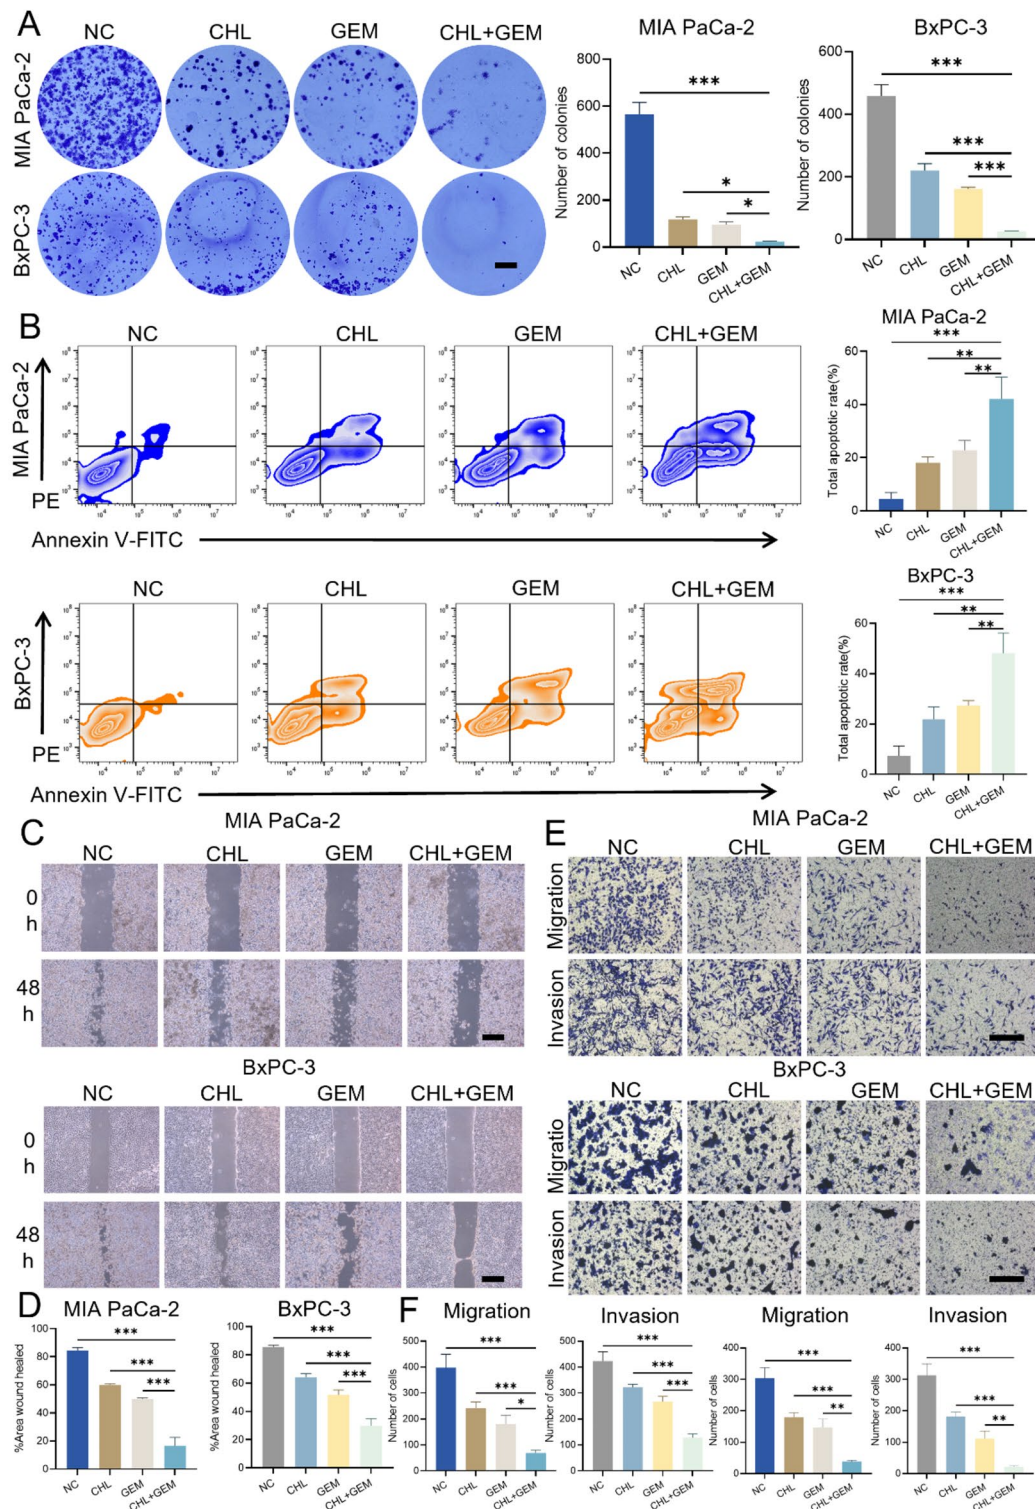 A
NC CHL GEM CHL+GEM
MIA PaCa-2
BxPC-3
MIA PaCa-2
Number of colonies
800
600
400
200
0
***
*
*
NC CHL GEM CHL+GEM
BxPC-3
Number of colonies
600
400
200
0
***
***
***
NC CHL GEM CHL+GEM
B
NC CHL GEM CHL+GEM
MIA PaCa-2
PE
Annexin V-FITC
MIA PaCa-2
Total apoptotic rate(%)
60
40
20
0
***
**
**
NC CHL GEM CHL+GEM
NC CHL GEM CHL+GEM
BxPC-3
PE
Annexin V-FITC
BxPC-3
Total apoptotic rate(%)
60
40
20
0
***
**
**
NC CHL GEM CHL+GEM
C
MIA PaCa-2
NC CHL GEM CHL+GEM
0
h
48
h
BxPC-3
NC CHL GEM CHL+GEM
0
h
48
h
E
MIA PaCa-2
NC CHL GEM CHL+GEM
Migration
Invasion
BxPC-3
NC CHL GEM CHL+GEM
Migratio
Invasion
D
MIA PaCa-2
%Area wound healed
100
80
60
40
20
0
***
***
***
NC CHL GEM CHL+GEM
BxPC-3
%Area wound healed
100
80
60
40
20
0
***
***
***
NC CHL GEM CHL+GEM
F
Migration
Number of cells
500
400
300
200
100
0
***
***
*
NC CHL GEM CHL+GEM
Invasion
Number of cells
500
400
300
200
100
0
***
***
***
NC CHL GEM CHL+GEM
Migration
Number of cells
400
300
200
100
0
***
***
**
NC CHL GEM CHL+GEM
Invasion
Number of cells
400
300
200
100
0
***
***
**
NC CHL GEM CHL+GEM